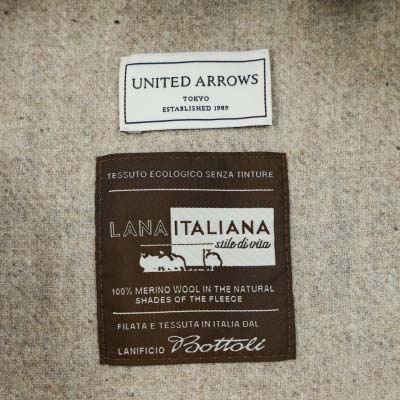 UNITED ARROWS
TOKYO
ESTABLISHED 1989
TESSUTO ECOLOGICO SENZA TINTURE
LANA ITALIANA
stile di vita
100% MERINO WOOL IN THE NATURAL
SHADES OF THE FLEECE
FILATA E TESSUTA IN ITALIA DAL
LANIFICIO Bottoli